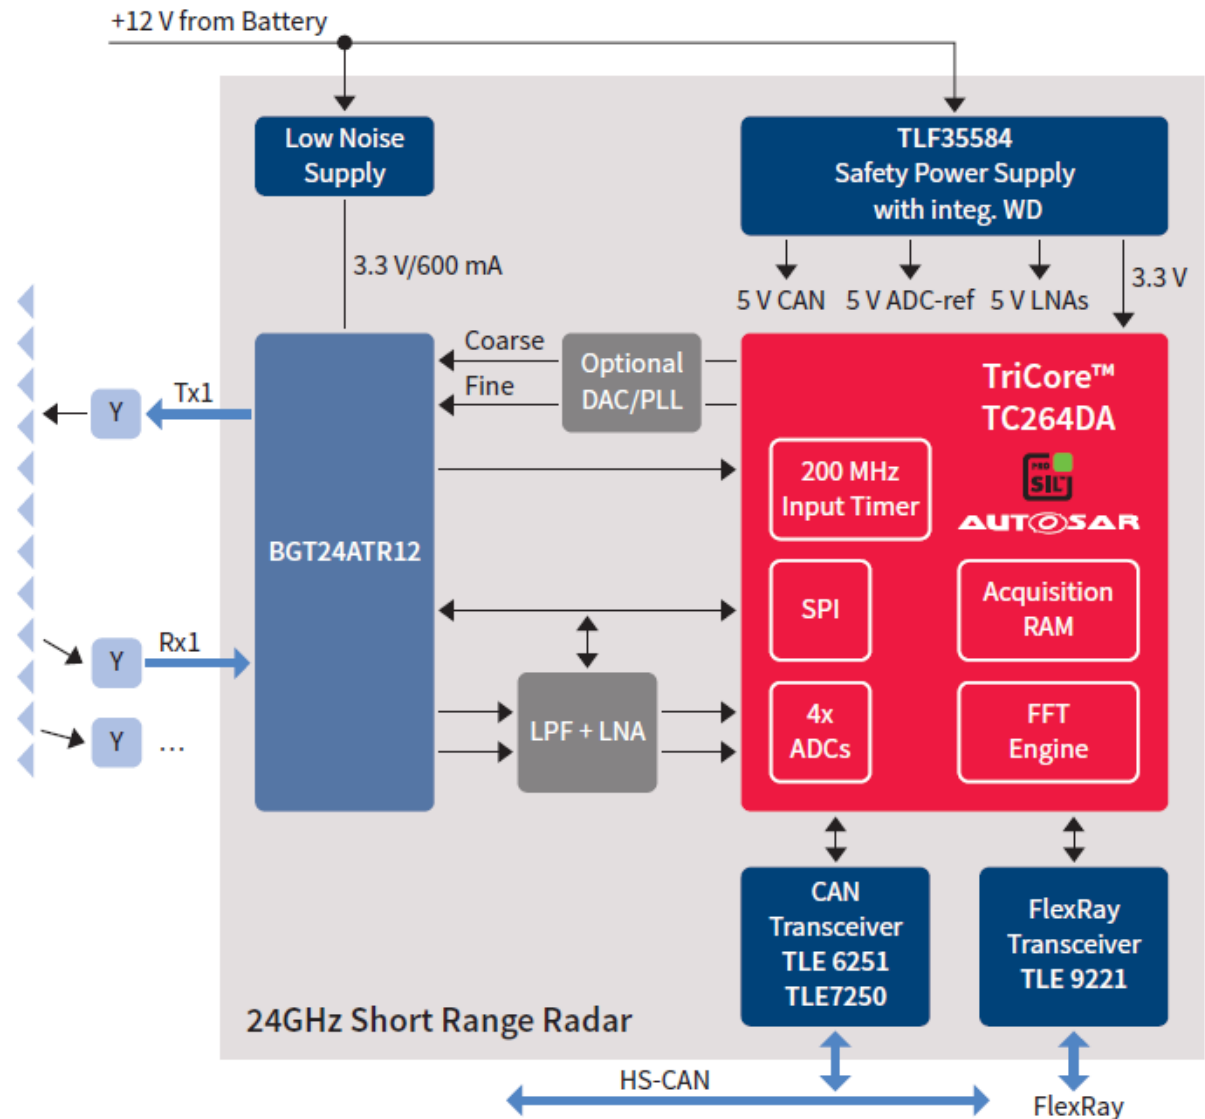 +12 V from Battery
Low Noise
Supply
TLF35584
Safety Power Supply
with integ. WD
3.3 V/600 mA
5 V CAN
5 V ADC-ref
5 V LNAs
3.3 V
Coarse
Fine
Optional
DAC/PLL
TriCore™
TC264DA
Tx1
Y
200 MHz
Input Timer
PRO
SIL™
AUTOSAR
BGT24ATR12
SPI
Acquisition
RAM
Rx1
Y
Y
...
LPF + LNA
4x
ADCs
FFT
Engine
CAN
Transceiver
TLE 6251
TLE7250
FlexRay
Transceiver
TLE 9221
24GHz Short Range Radar
HS-CAN
FlexRay